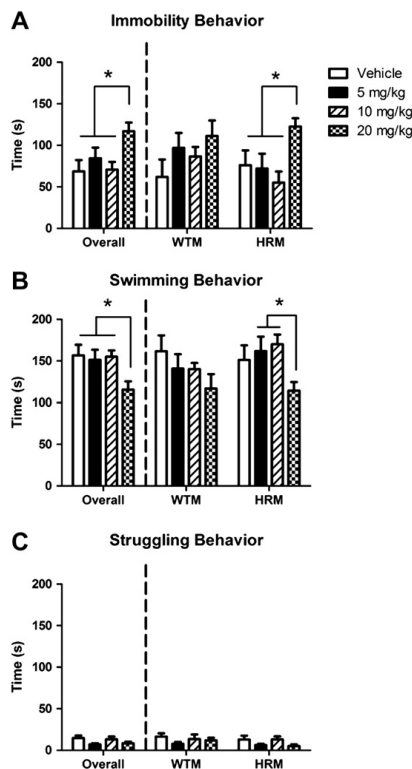 A
Immobility Behavior
200
150
100
50
0
Time (s)
*
*
Overall WTM HRM
Vehicle
5 mg/kg
10 mg/kg
20 mg/kg
B
Swimming Behavior
200
150
100
50
0
Time (s)
*
*
Overall WTM HRM
C
Struggling Behavior
200
150
100
50
0
Time (s)
Overall WTM HRM